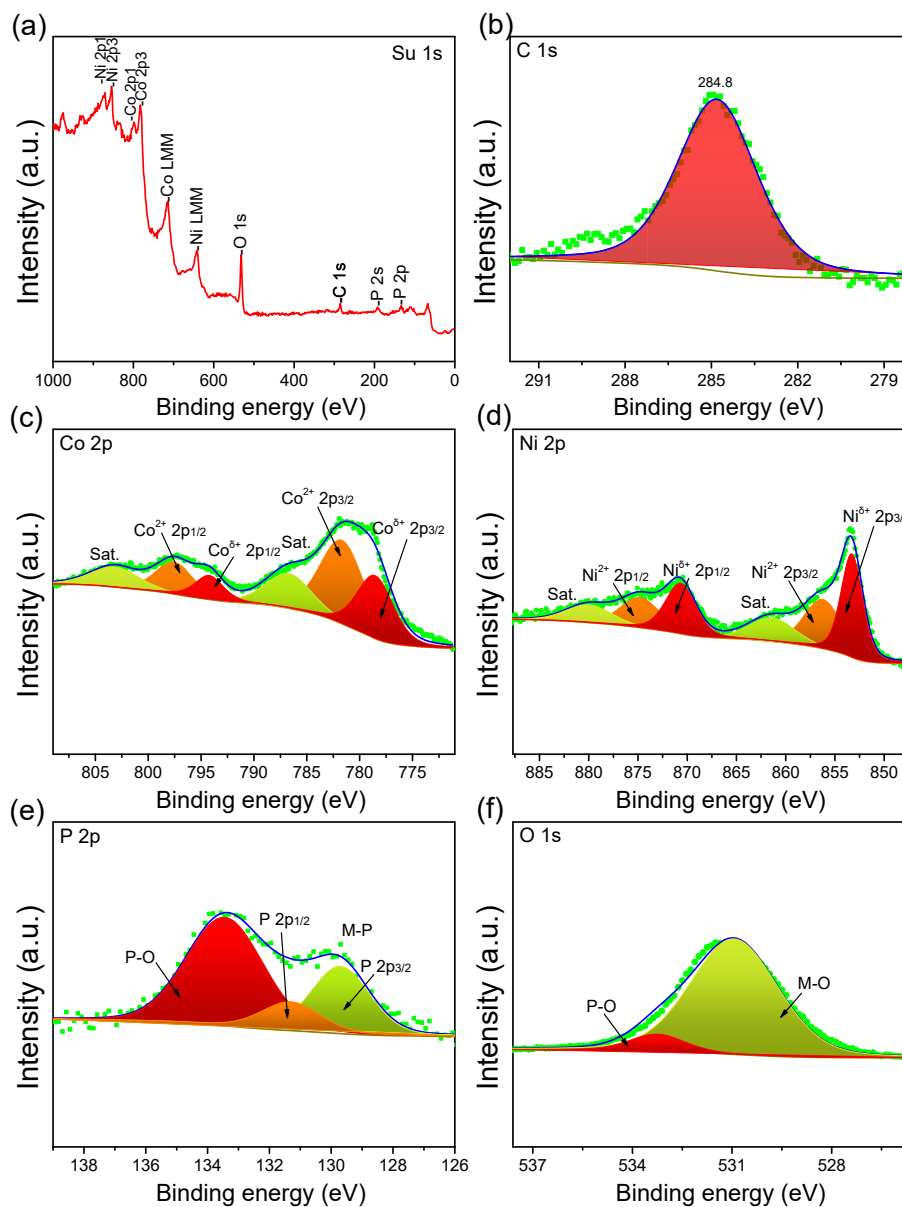 (a)
Su 1s
-Ni 2p1
-Ni 2p3
-Co 2p1
Co 2p3
Co LMM
Ni LMM
O 1s
C 1s
P 2s
P 2p
Intensity (a.u.)
1000 800 600 400 200 0
Binding energy (eV)
(b)
C 1s
284.8
Intensity (a.u.)
291 288 285 282 279
Binding energy (eV)
(c)
Co 2p
Sat.
Co2+ 2p1/2
Coδ+ 2p1/2
Sat.
Co2+ 2p3/2
Coδ+ 2p3/2
Intensity (a.u.)
805 800 795 790 785 780 775
Binding energy (eV)
(d)
Ni 2p
Sat.
Ni2+ 2p1/2
Niδ+ 2p1/2
Sat.
Ni2+ 2p3/2
Niδ+ 2p3/
Intensity (a.u.)
885 880 875 870 865 860 855 850
Binding energy (eV)
(e)
P 2p
P-O
P 2p1/2
M-P
P 2p3/2
Intensity (a.u.)
138 136 134 132 130 128 126
Binding energy (eV)
(f)
O 1s
P-O
M-O
Intensity (a.u.)
537 534 531 528
Binding energy (eV)